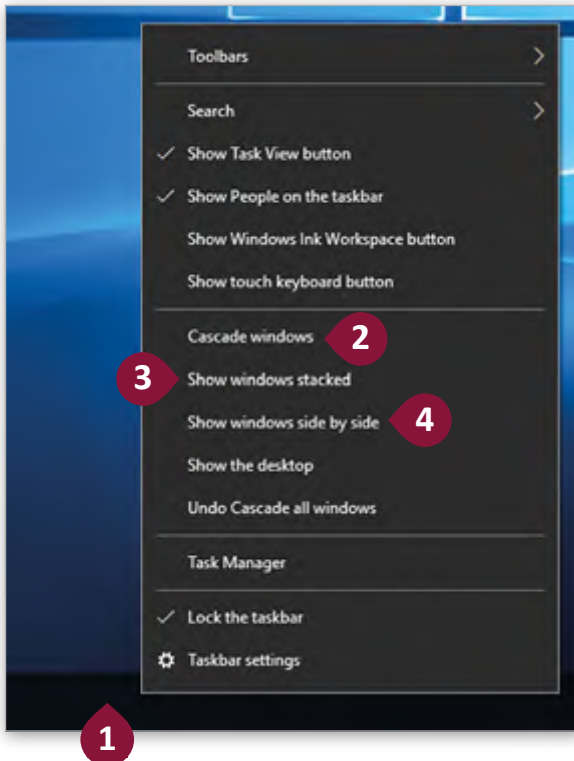 Toolbars
Search
Show Task View button
Show People on the taskbar
Show Windows Ink Workspace button
Show touch keyboard button
Cascade windows 2
3 Show windows stacked
Show windows side by side 4
Show the desktop
Undo Cascade all windows
Task Manager
Lock the taskbar
Taskbar settings
1